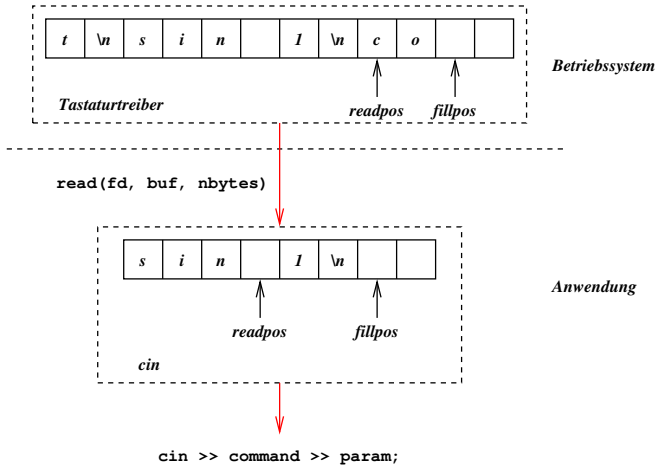 t \n s i n 1 \n c o
Betriebssystem
Tastaturtreiber
readpos fillpos
read(fd, buf, nbytes)
s i n 1 \n
Anwendung
readpos fillpos
cin
cin >> command >> param;